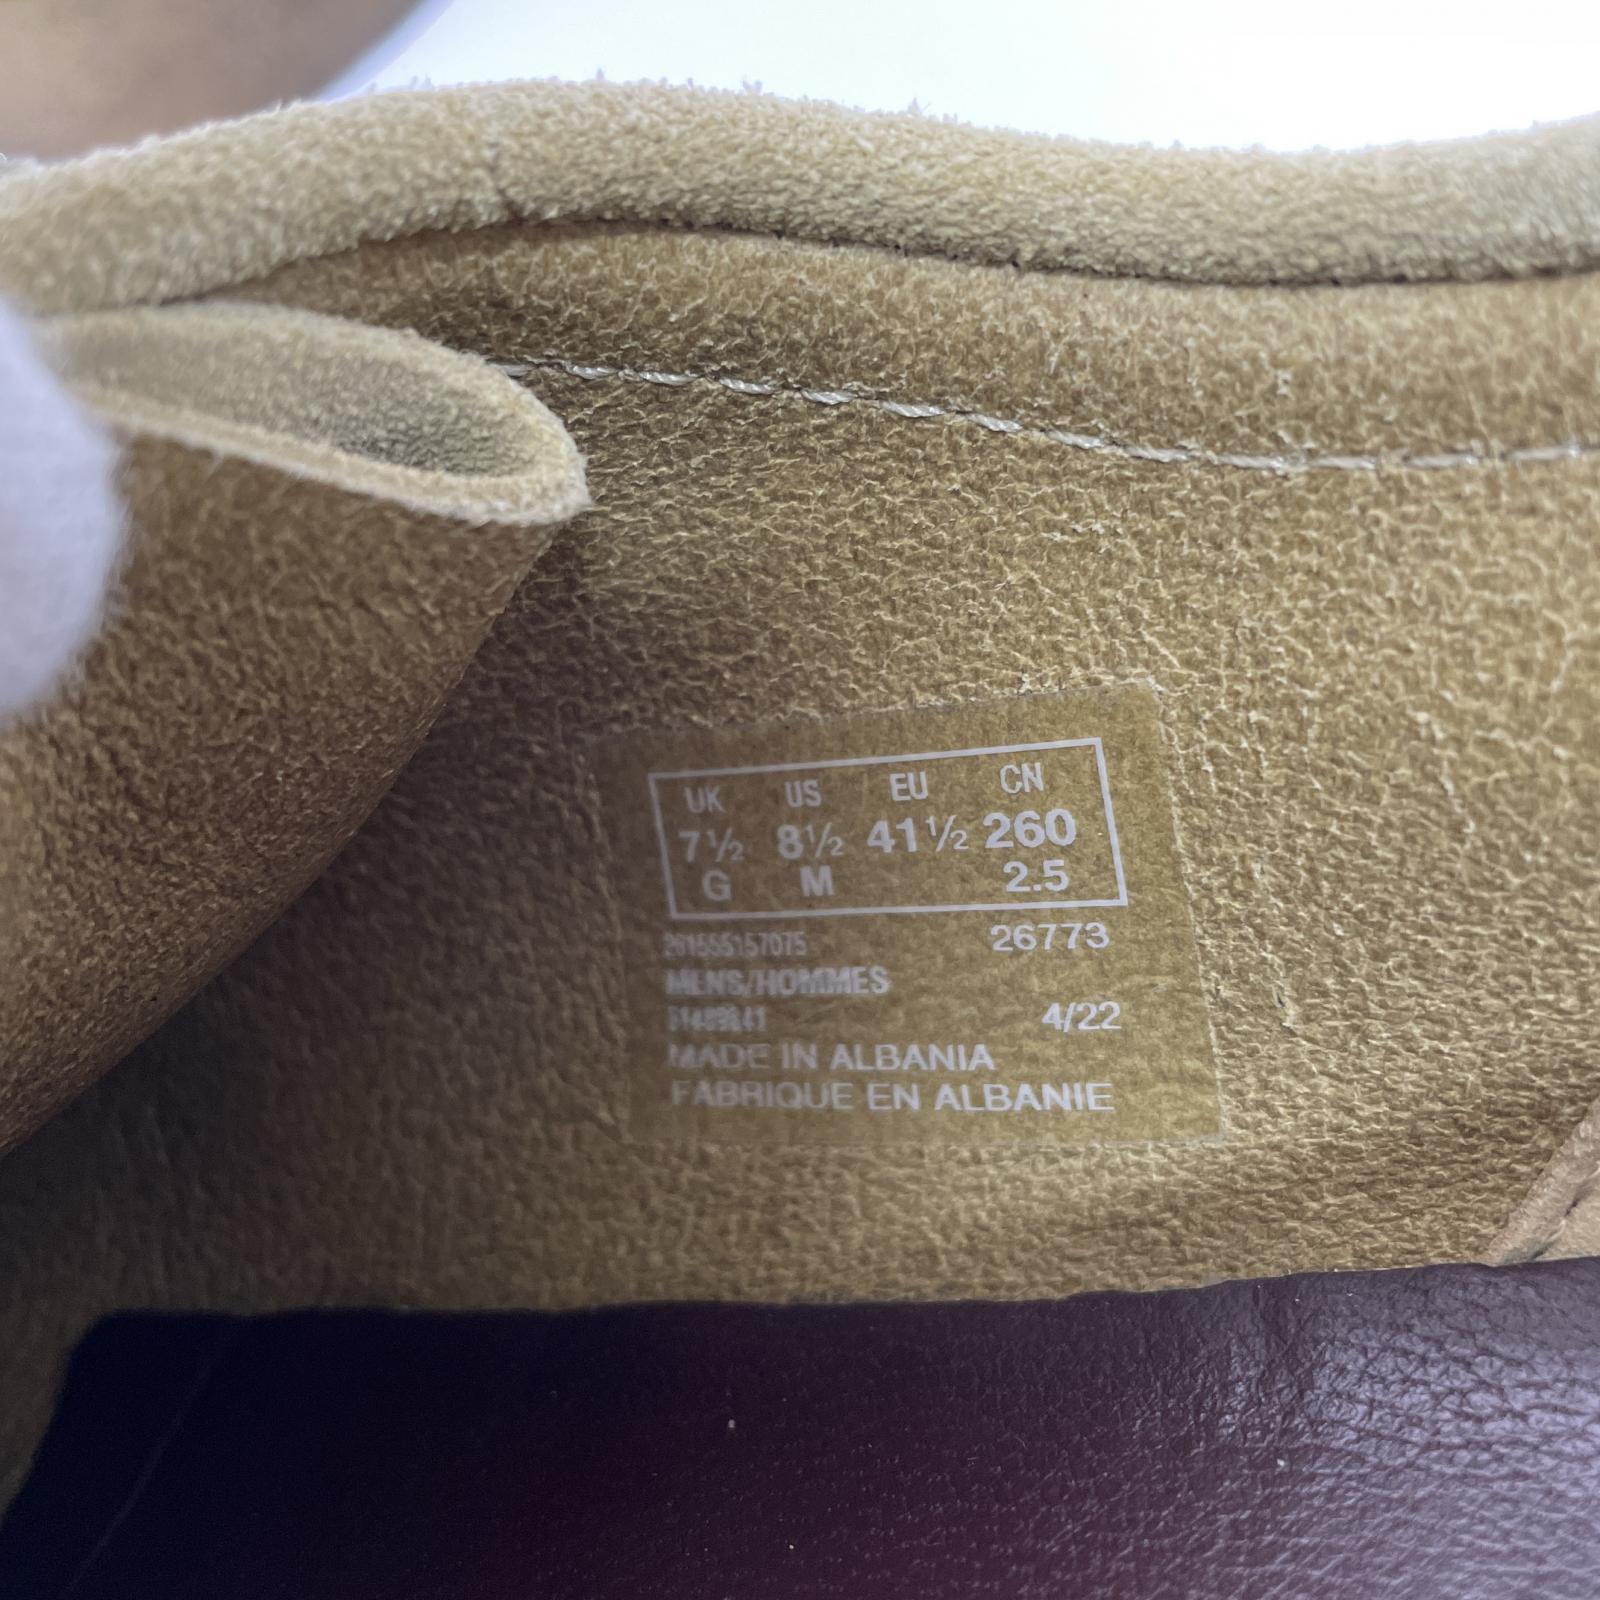 UK US EU CN
7½ 8½ 41½ 260
G M 2.5
261555157075 26773
MENS/HOMMES
4/22
MADE IN ALBANIA
FABRIQUE EN ALBANIE